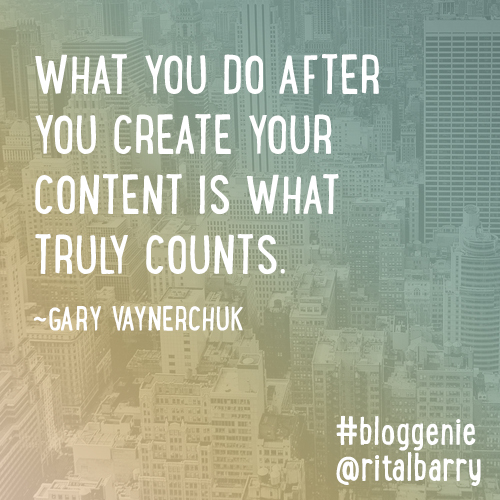 WHAT YOU DO AFTER
YOU CREATE YOUR
CONTENT IS WHAT
TRULY COUNTS.
~GARY VAYNERCHUK
#bloggenie
@ritalbarry